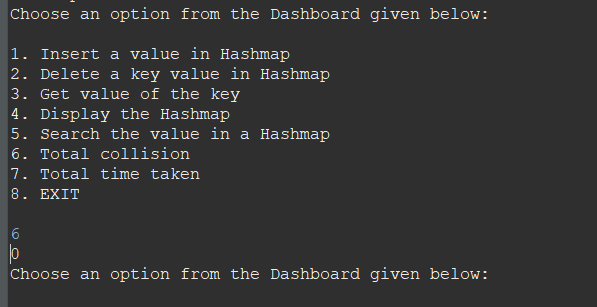 Choose an option from the Dashboard given below:
1. Insert a value in Hashmap
2. Delete a key value in Hashmap
3. Get value of the key
4. Display the Hashmap
5. Search the value in a Hashmap
6. Total collision
7. Total time taken
8. EXIT
6
0
Choose an option from the Dashboard given below: